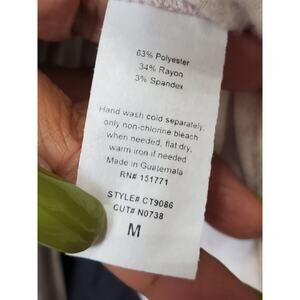 63% Polyester
34% Rayon
3% Spandex
Hand wash cold separately,
only non-chlorine bleach
when needed, flat dry,
warm iron if needed
Made in Guatemala
RN# 151771
STYLE# CT9086
CUT# N0738
M